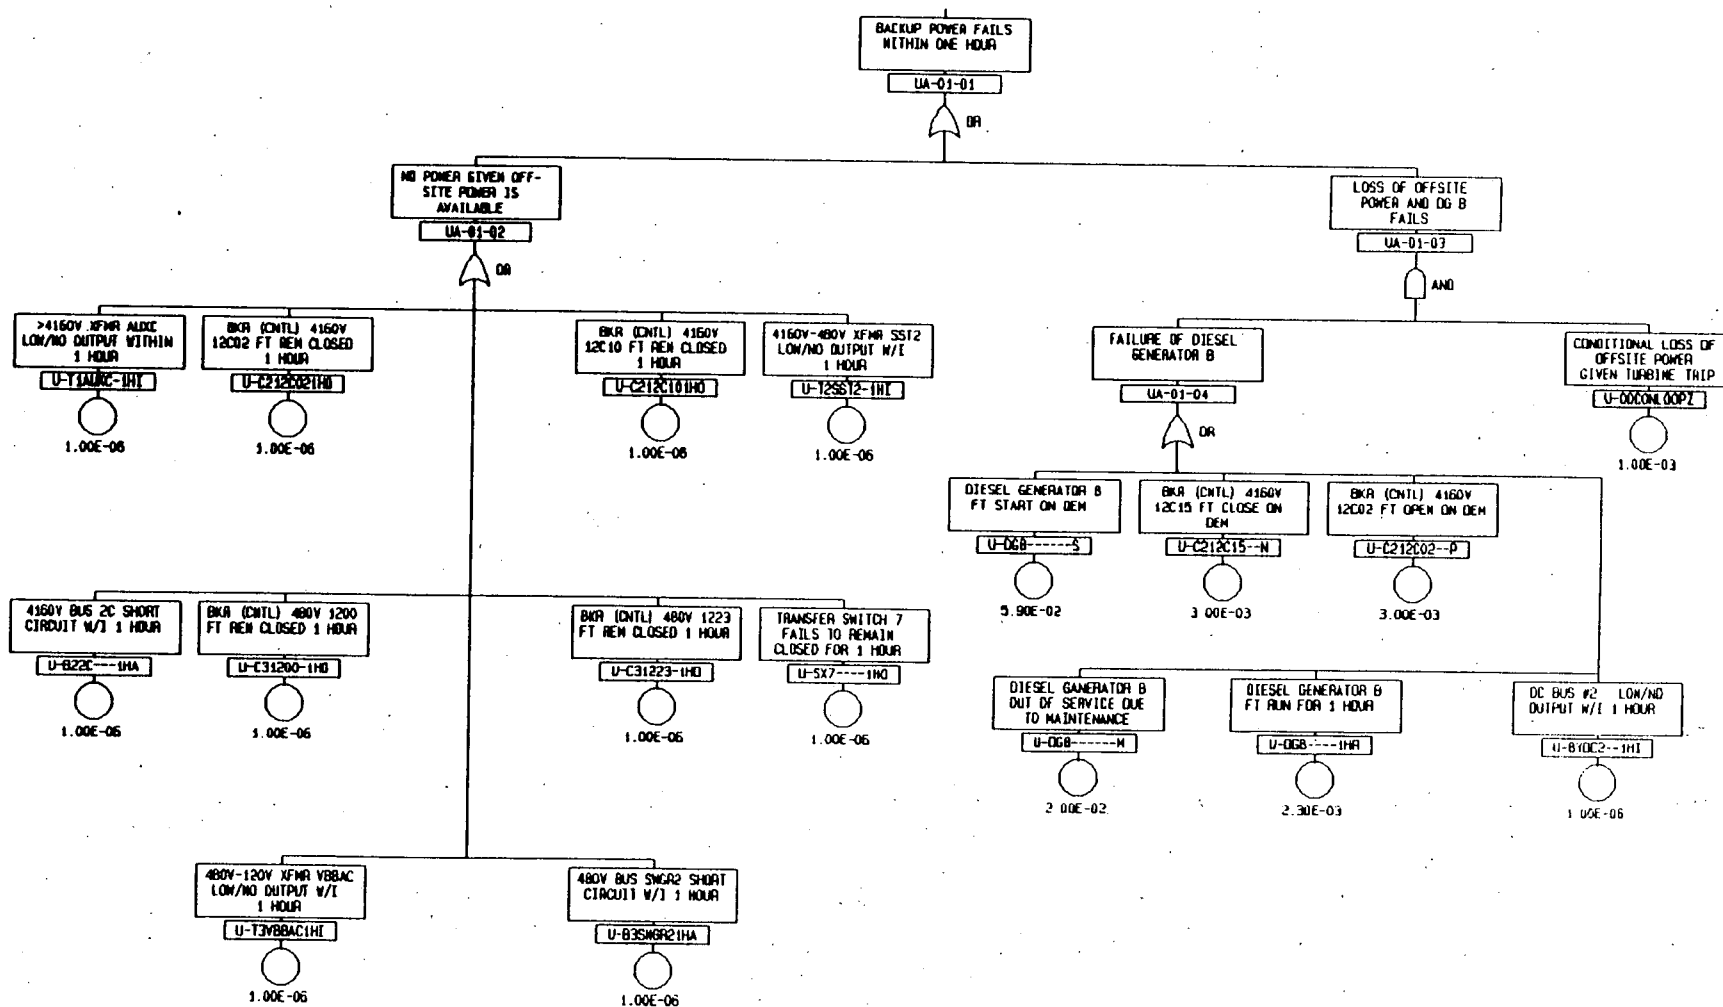 BACKUP POWER FAILS
WITHIN ONE HOUR
UA-01-01
OR
NO POWER GIVEN OFF-
SITE POWER IS
AVAILABLE
UA-01-02
OR
LOSS OF OFFSITE
POWER AND DG B
FAILS
UA-01-03
AND
>4160V XFMR AUXC
LOW/NO OUTPUT WITHIN
1 HOUR
U-T1AUXC-1HI
1.00E-06
BKR (CNTL) 4160V
12C02 FT REM CLOSED
1 HOUR
U-C212C021HO
1.00E-06
BKR (CNTL) 4160V
12C10 FT REM CLOSED
1 HOUR
U-C212C101HO
1.00E-06
4160V-480V XFMR SST2
LOW/NO OUTPUT W/I
1 HOUR
U-T2SST2-1HI
1.00E-06
FAILURE OF DIESEL
GENERATOR B
UA-01-04
OR
CONDITIONAL LOSS OF
OFFSITE POWER
GIVEN TURBINE TRIP
U-OOCONLOOPZ
1.00E-03
DIESEL GENERATOR B
FT START ON DEM
U-DGB------S
5.90E-02
BKR (CNTL) 4160V
12C15 FT CLOSE ON
DEM
U-C212C15--N
3.00E-03
BKR (CNTL) 4160V
12C02 FT OPEN ON DEM
U-C212C02--P
3.00E-03
4160V BUS 2C SHORT
CIRCUIT W/I 1 HOUR
U-B22C---1HA
1.00E-06
BKR (CNTL) 480V 1200
FT REM CLOSED 1 HOUR
U-C31200-1HO
1.00E-06
BKR (CNTL) 480V 1223
FT REM CLOSED 1 HOUR
U-C31223-1HO
1.00E-06
TRANSFER SWITCH 7
FAILS TO REMAIN
CLOSED FOR 1 HOUR
U-SX7----1HO
1.00E-06
DIESEL GANERATOR B
OUT OF SERVICE DUE
TO MAINTENANCE
U-DGB------M
2.00E-02
DIESEL GENERATOR B
FT RUN FOR 1 HOUR
U-DGB----1HA
2.30E-03
DC BUS #2 LOW/NO
OUTPUT W/I 1 HOUR
U-BYDC2--1HI
1.00E-06
480V-120V XFMR VBBAC
LOW/NO OUTPUT W/I
1 HOUR
U-T3VBBAC1HI
1.00E-06
480V BUS SWGR2 SHORT
CIRCUIT W/I 1 HOUR
U-B3SWGR21HA
1.00E-06